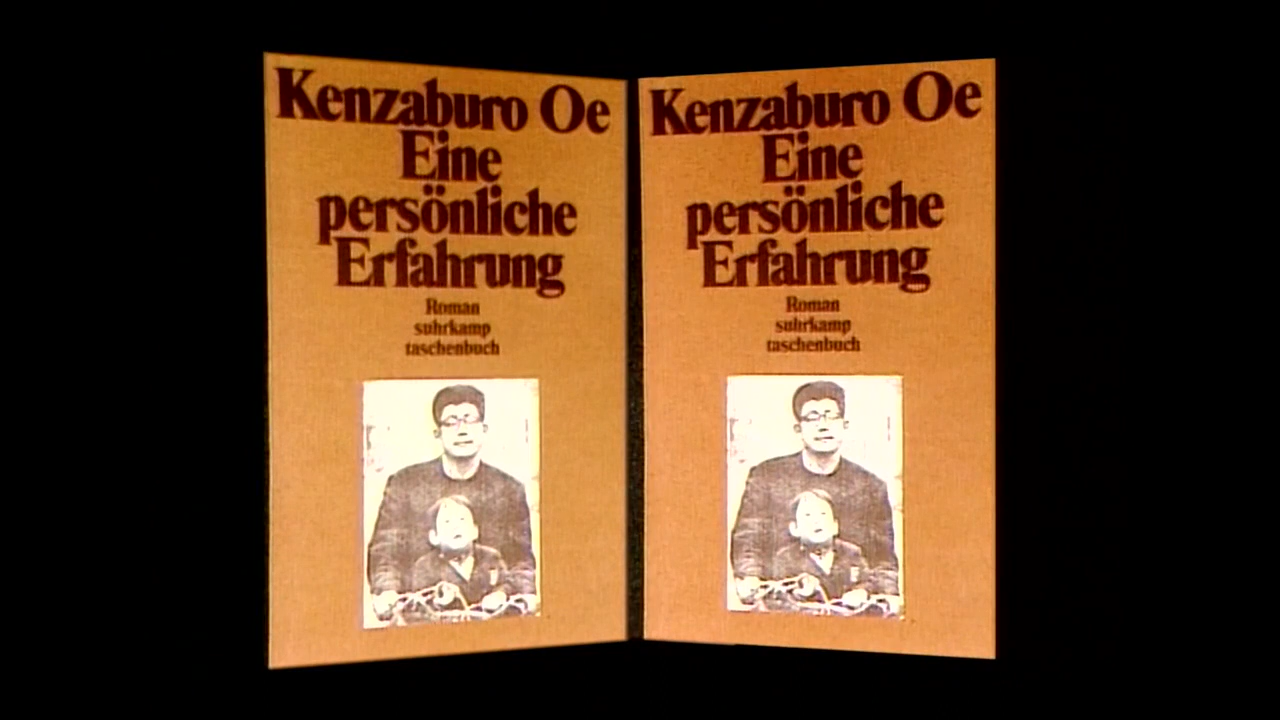 Kenzaburo Oe
Eine
persönliche
Erfahrung
Roman
suhrkamp
taschenbuch
Kenzaburo Oe
Eine
persönliche
Erfahrung
Roman
suhrkamp
taschenbuch